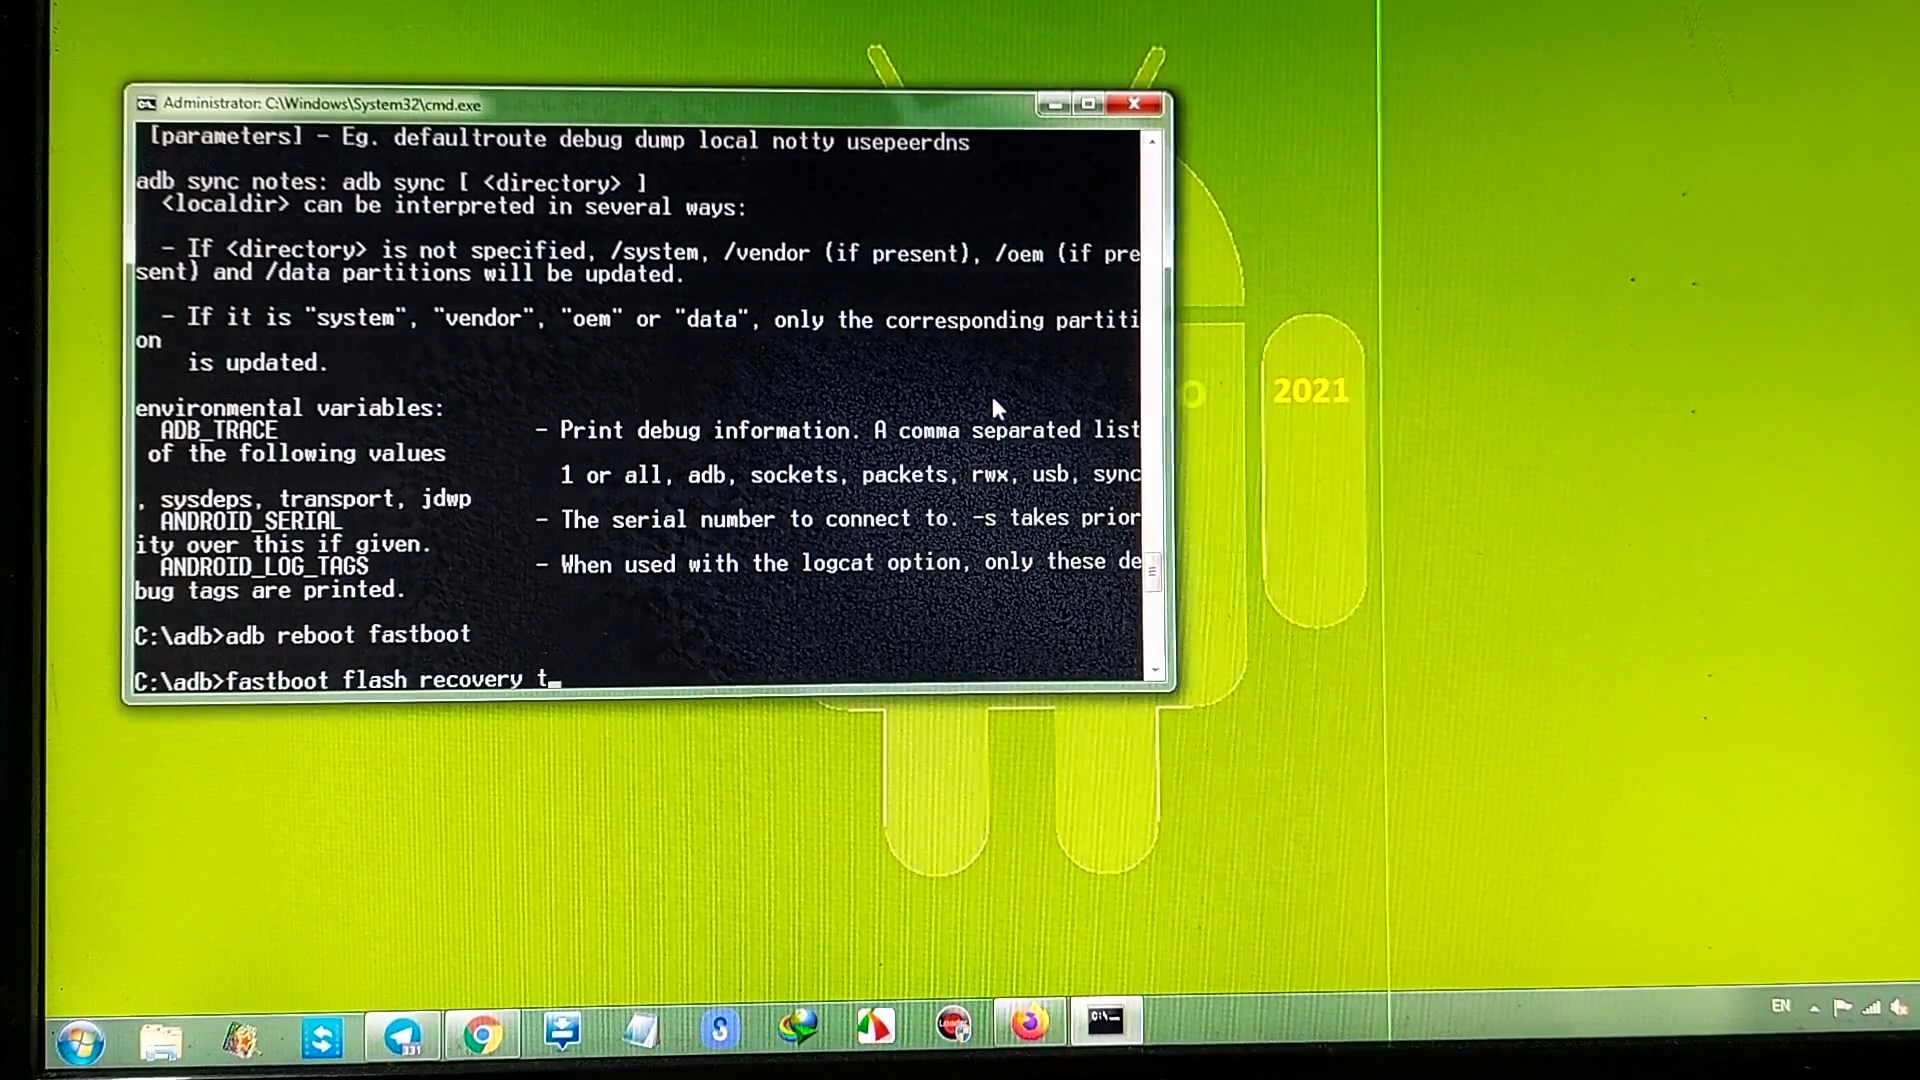 Administrator: C:\Windows\System32\cmd.exe
[parameters] - Eg. defaultroute debug dump local notty usepeerdns
adb sync notes: adb sync [ <directory> ]
<localdir> can be interpreted in several ways:
- If <directory> is not specified, /system, /vendor (if present), /oem (if pre
sent) and /data partitions will be updated.
- If it is "system", "vendor", "oem" or "data", only the corresponding partiti
on
is updated.
environmental variables:
ADB_TRACE - Print debug information. A comma separated list
of the following values
1 or all, adb, sockets, packets, rwx, usb, sync
, sysdeps, transport, jdwp
ANDROID_SERIAL - The serial number to connect to. -s takes prior
ity over this if given.
ANDROID_LOG_TAGS - When used with the logcat option, only these de
bug tags are printed.
C:\adb>adb reboot fastboot
C:\adb>fastboot flash recovery t_
2021
EN